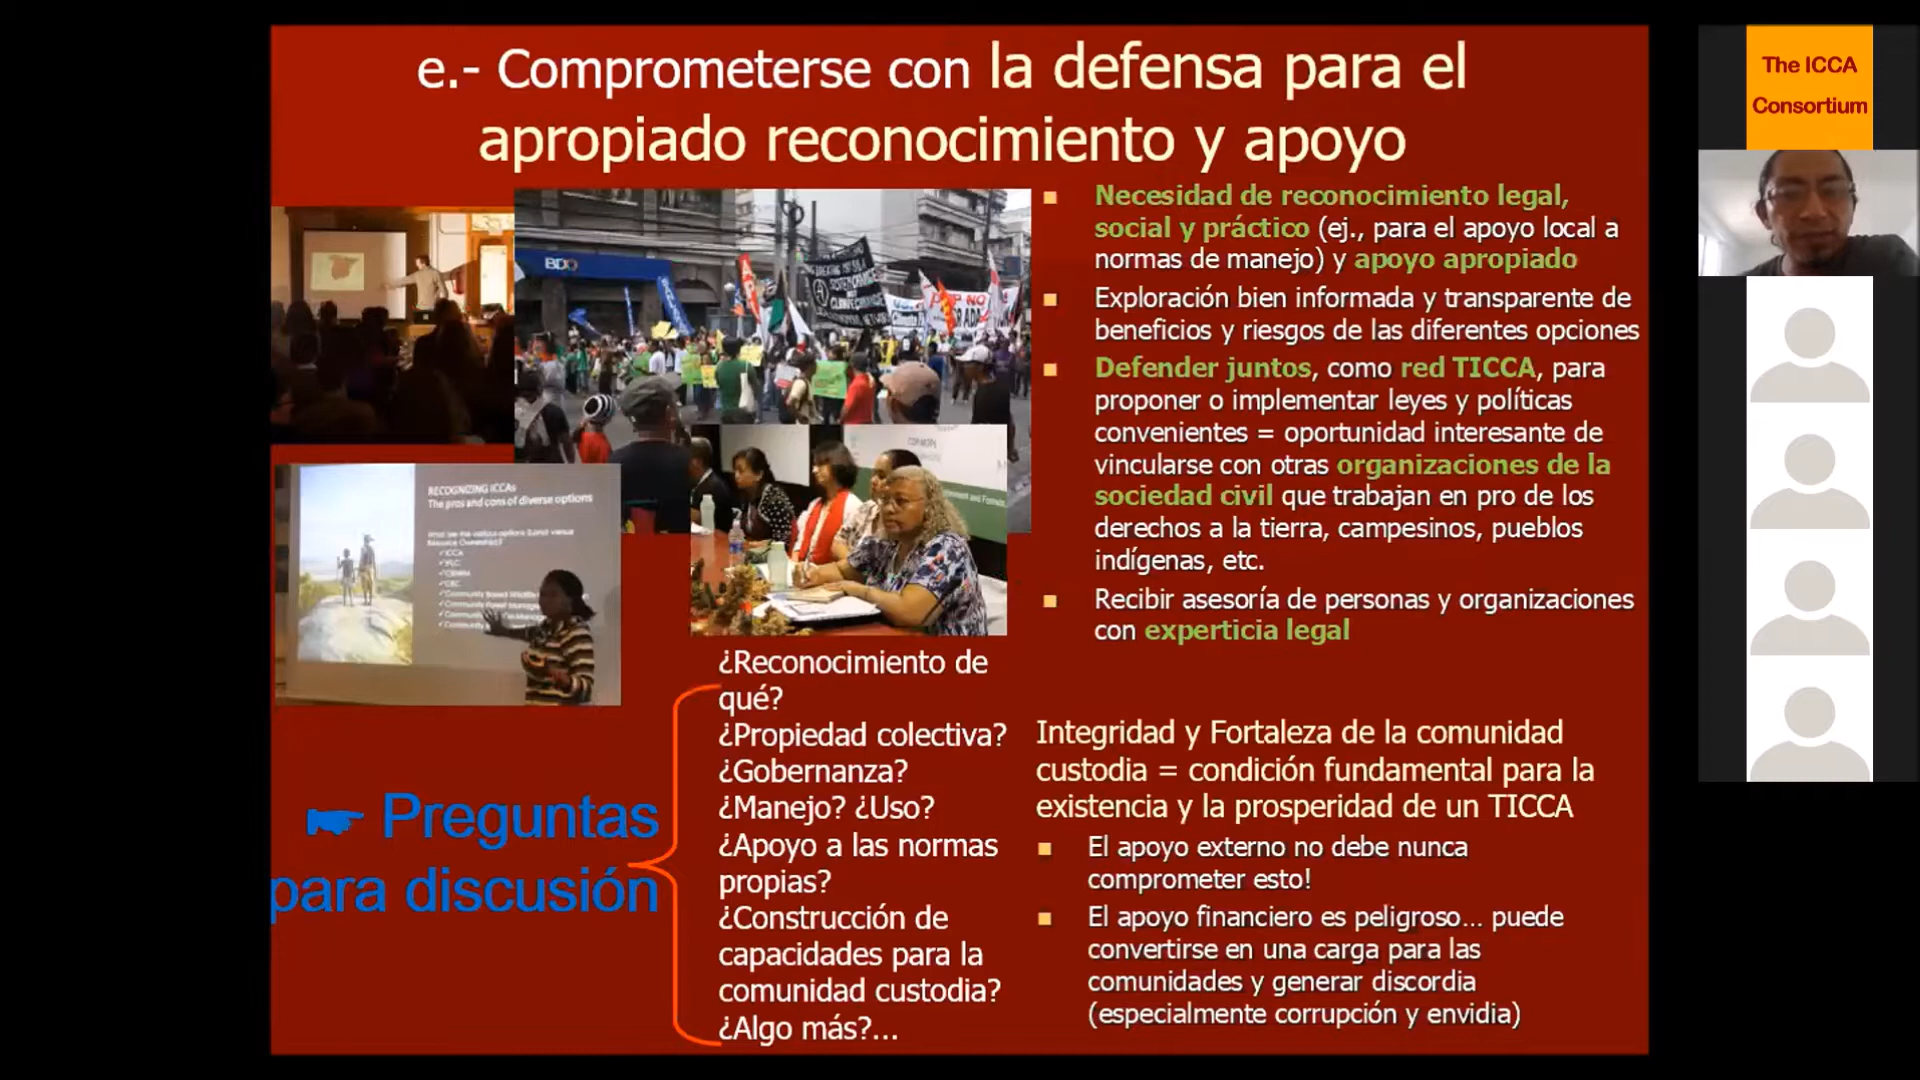 e.- Comprometerse con la defensa para el
apropiado reconocimiento y apoyo
The ICCA
Consortium
BDO
RECOGNIZING ICCAs
The pros and cons of diverse options
Necesidad de reconocimiento legal,
social y práctico (ej., para el apoyo local a
normas de manejo) y apoyo apropiado
Exploración bien informada y transparente de
beneficios y riesgos de las diferentes opciones
Defender juntos, como red TICCA, para
proponer o implementar leyes y políticas
convenientes = oportunidad interesante de
vincularse con otras organizaciones de la
sociedad civil que trabajan en pro de los
derechos a la tierra, campesinos, pueblos
indígenas, etc.
Recibir asesoría de personas y organizaciones
con experticia legal
☛ Preguntas
para discusión
¿Reconocimiento de
qué?
¿Propiedad colectiva?
¿Gobernanza?
¿Manejo? ¿Uso?
¿Apoyo a las normas
propias?
¿Construcción de
capacidades para la
comunidad custodia?
¿Algo más?...
Integridad y Fortaleza de la comunidad
custodia = condición fundamental para la
existencia y la prosperidad de un TICCA
El apoyo externo no debe nunca
comprometer esto!
El apoyo financiero es peligroso… puede
convertirse en una carga para las
comunidades y generar discordia
(especialmente corrupción y envidia)